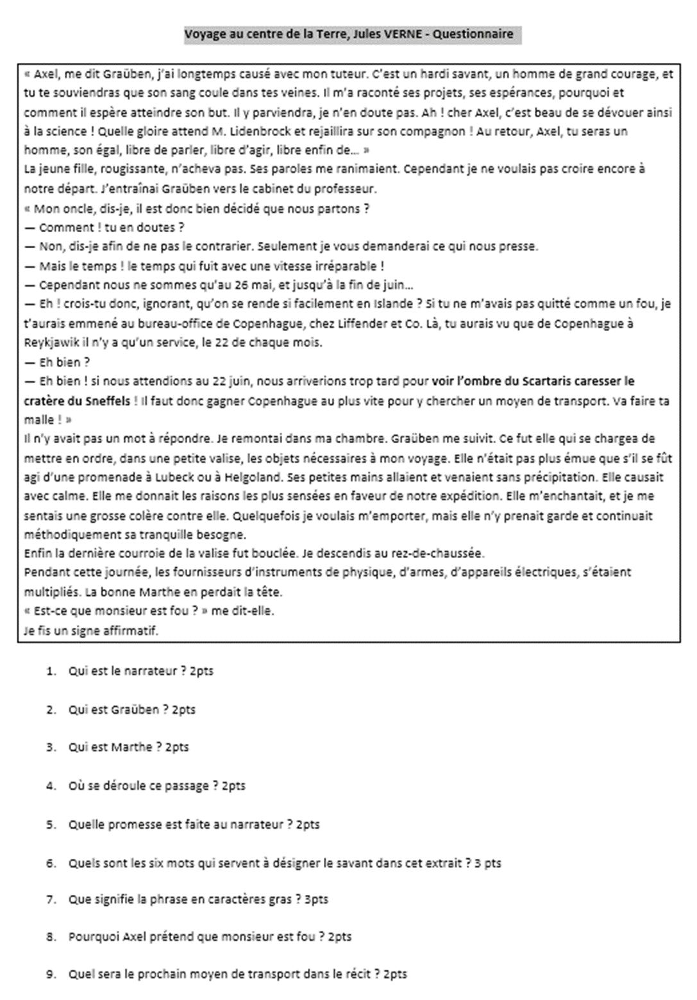 Voyage au centre de la Terre, Jules VERNE - Questionnaire
« Axel, me dit Graüben, j'ai longtemps causé avec mon tuteur. C'est un hardi savant, un homme de grand courage, et
tu te souviendras que son sang coule dans tes veines. Il m'a raconté ses projets, ses espérances, pourquoi et
comment il espère atteindre son but. Il y parviendra, je n'en doute pas. Ah ! cher Axel, c'est beau de se dévouer ainsi
à la science ! Quelle gloire attend M. Lidenbrock et rejaillira sur son compagnon ! Au retour, Axel, tu seras un
homme, son égal, libre de parler, libre d'agir, libre enfin de... »
La jeune fille, rougissante, n'acheva pas. Ses paroles me ranimaient. Cependant je ne voulais pas croire encore à
notre départ. J'entraînai Graüben vers le cabinet du professeur.
« Mon oncle, dis-je, il est donc bien décidé que nous partons ?
— Comment ! tu en doutes ?
— Non, dis-je afin de ne pas le contrarier. Seulement je vous demanderai ce qui nous presse.
— Mais le temps ! le temps qui fuit avec une vitesse irréparable !
— Cependant nous ne sommes qu'au 26 mai, et jusqu'à la fin de juin...
— Eh ! crois-tu donc, ignorant, qu'on se rende si facilement en Islande ? Si tu ne m'avais pas quitté comme un fou, je
t'aurais emmené au bureau-office de Copenhague, chez Liffender et Co. Là, tu aurais vu que de Copenhague à
Reykjawik il n'y a qu'un service, le 22 de chaque mois.
— Eh bien ?
— Eh bien ! si nous attendions au 22 juin, nous arriverions trop tard pour voir l'ombre du Scartaris caresser le
cratère du Sneffels ! Il faut donc gagner Copenhague au plus vite pour y chercher un moyen de transport. Va faire ta
malle ! »
Il n'y avait pas un mot à répondre. Je remontai dans ma chambre. Graüben me suivit. Ce fut elle qui se chargea de
mettre en ordre, dans une petite valise, les objets nécessaires à mon voyage. Elle n'était pas plus émue que s'il se fût
agi d'une promenade à Lubeck ou à Helgoland. Ses petites mains allaient et venaient sans précipitation. Elle causait
avec calme. Elle me donnait les raisons les plus sensées en faveur de notre expédition. Elle m'enchantait, et je me
sentais une grosse colère contre elle. Quelquefois je voulais m'emporter, mais elle n'y prenait garde et continuait
méthodiquement sa tranquille besogne.
Enfin la dernière courroie de la valise fut bouclée. Je descendis au rez-de-chaussée.
Pendant cette journée, les fournisseurs d'instruments de physique, d'armes, d'appareils électriques, s'étaient
multipliés. La bonne Marthe en perdait la tête.
« Est-ce que monsieur est fou ? » me dit-elle.
Je fis un signe affirmatif.
1. Qui est le narrateur ? 2pts
2. Qui est Graüben ? 2pts
3. Qui est Marthe ? 2pts
4. Où se déroule ce passage ? 2pts
5. Quelle promesse est faite au narrateur ? 2pts
6. Quels sont les six mots qui servent à désigner le savant dans cet extrait ? 3 pts
7. Que signifie la phrase en caractères gras ? 3pts
8. Pourquoi Axel prétend que monsieur est fou ? 2pts
9. Quel sera le prochain moyen de transport dans le récit ? 2pts